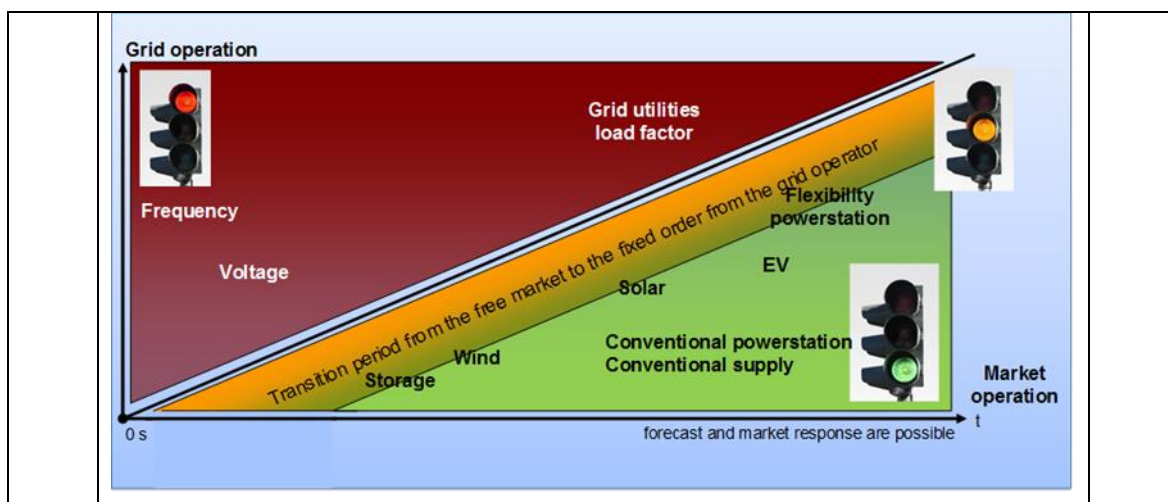 Grid operation
Grid utilities
load factor
Frequency
Voltage
Transition period from the free market to the fixed order from the grid operator
Flexibility
powerstation
EV
Solar
Wind
Storage
Conventional powerstation
Conventional supply
Market
operation
0 s
forecast and market response are possible
t